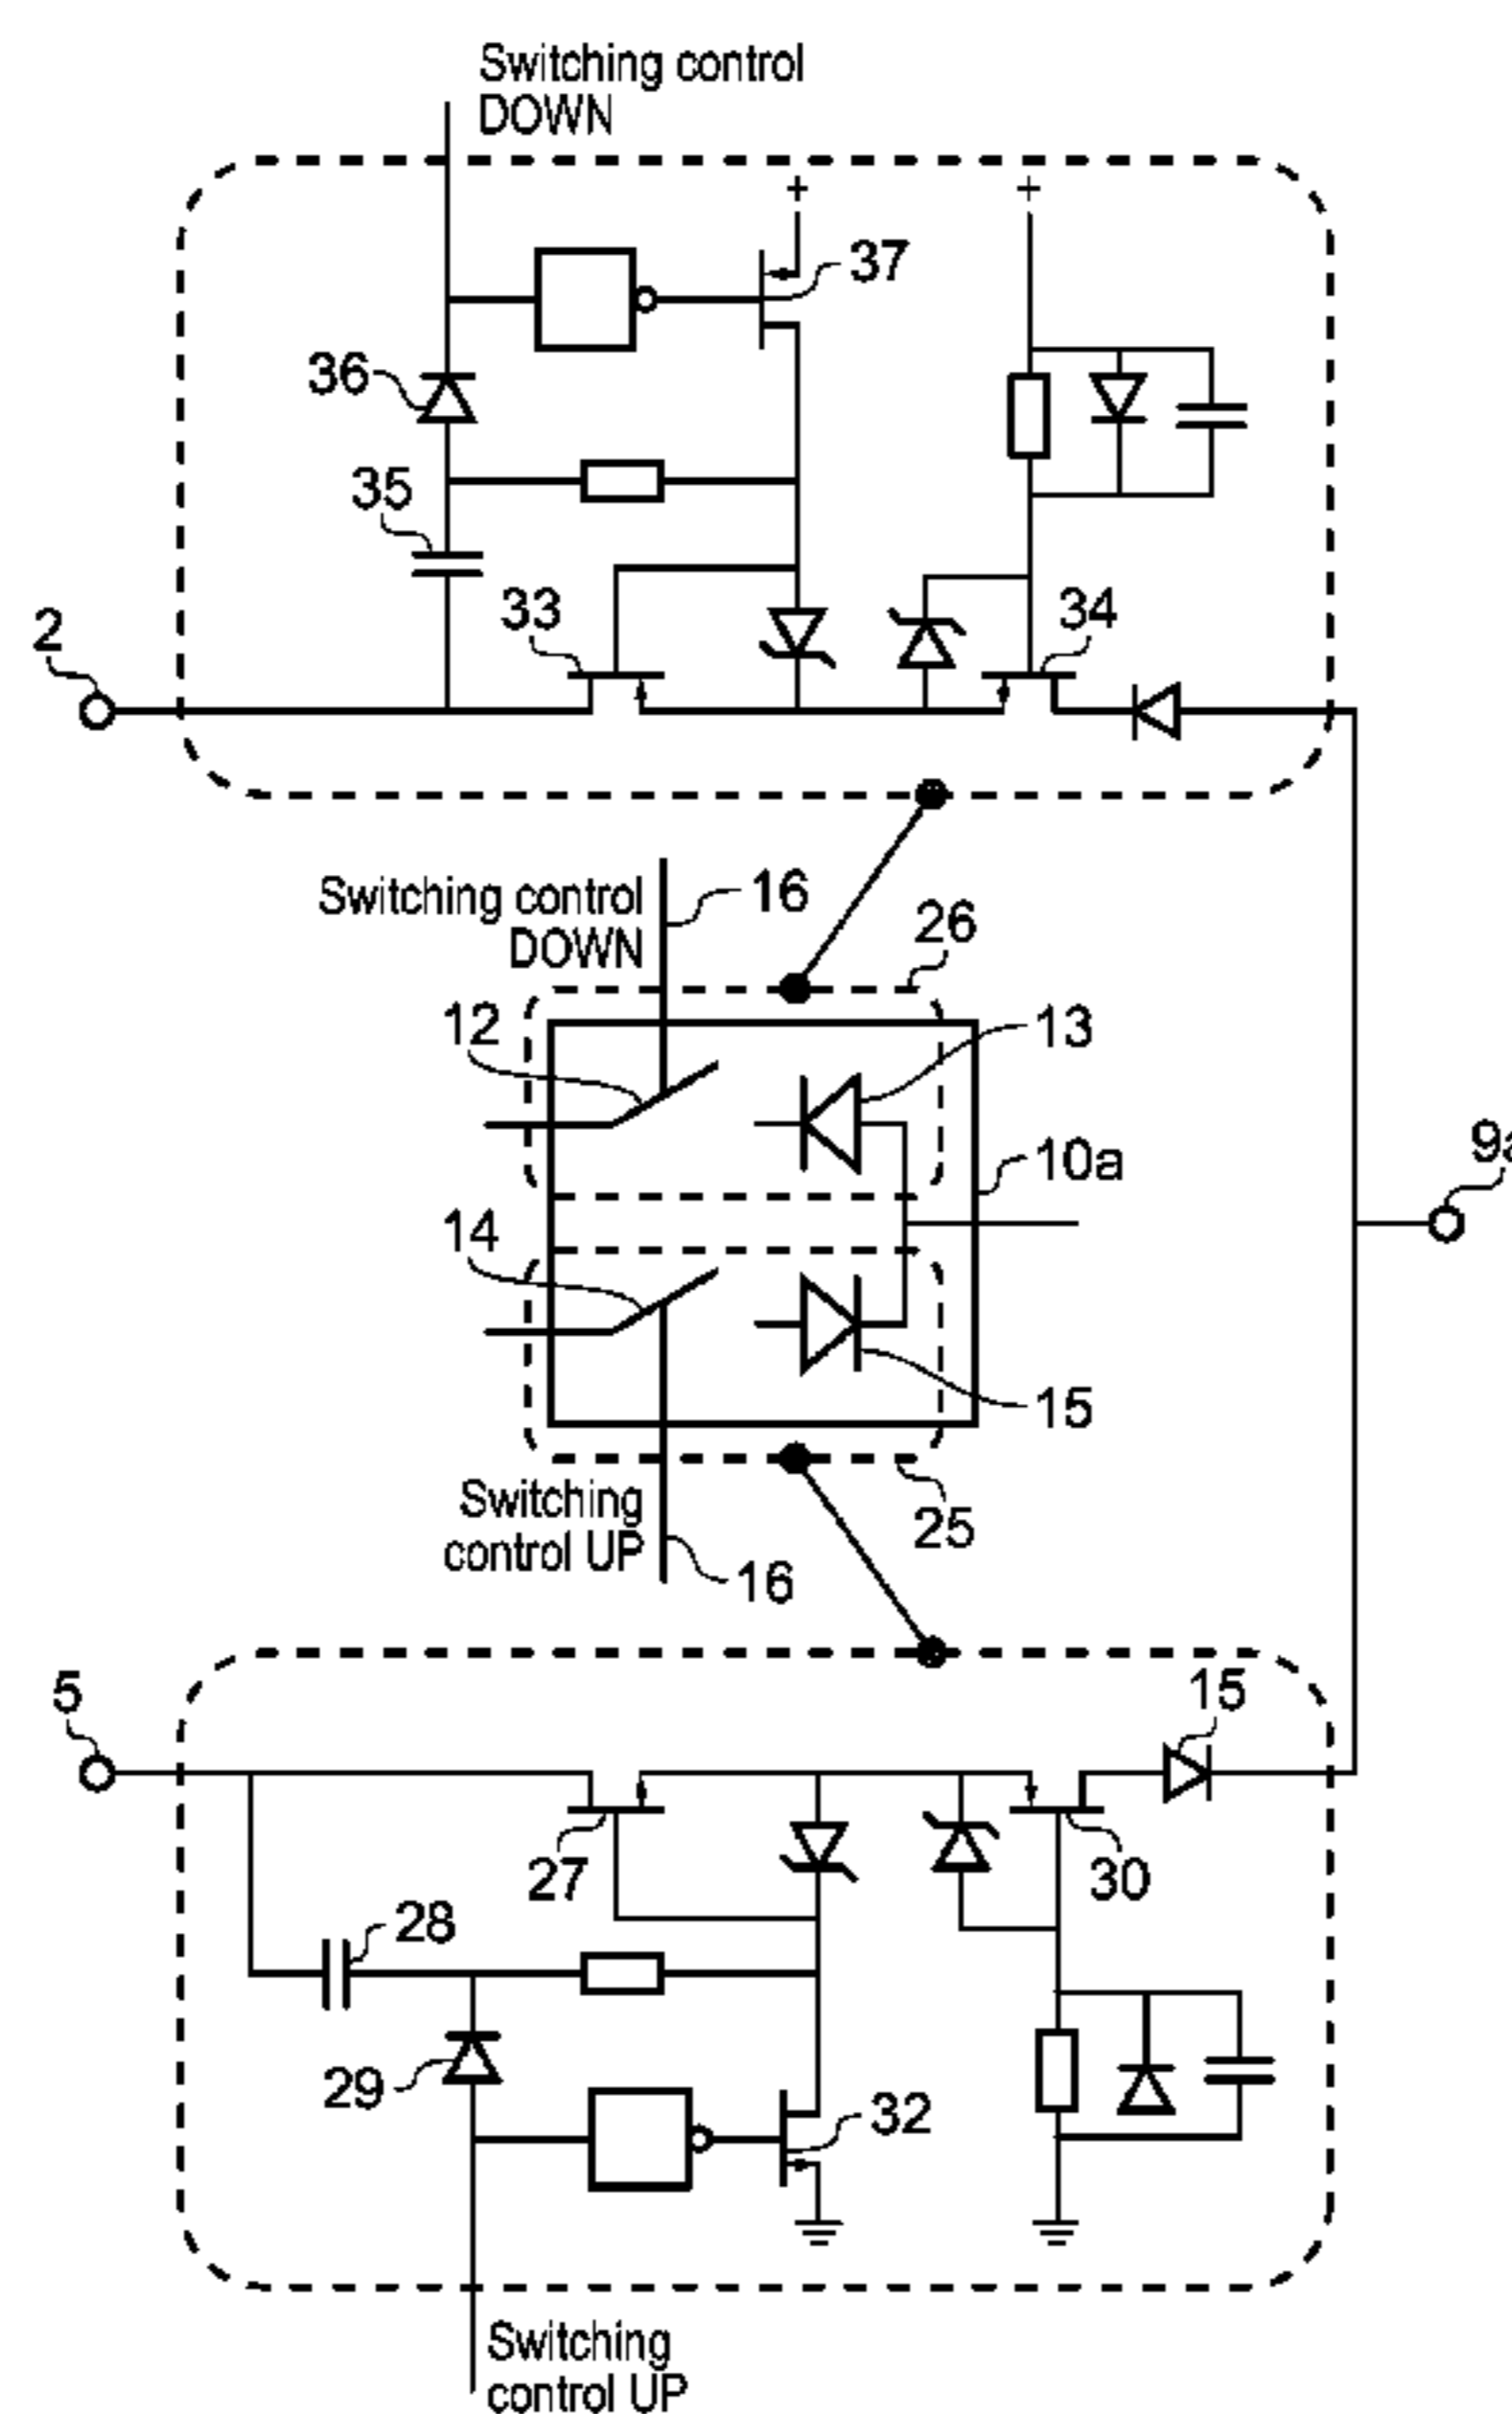 Switching control
DOWN
+
+
37
36
35
33
34
2
Switching control
DOWN
16
26
12
13
10a
9a
14
15
Switching
control UP
25
16
5
15
27
30
28
29
32
Switching
control UP